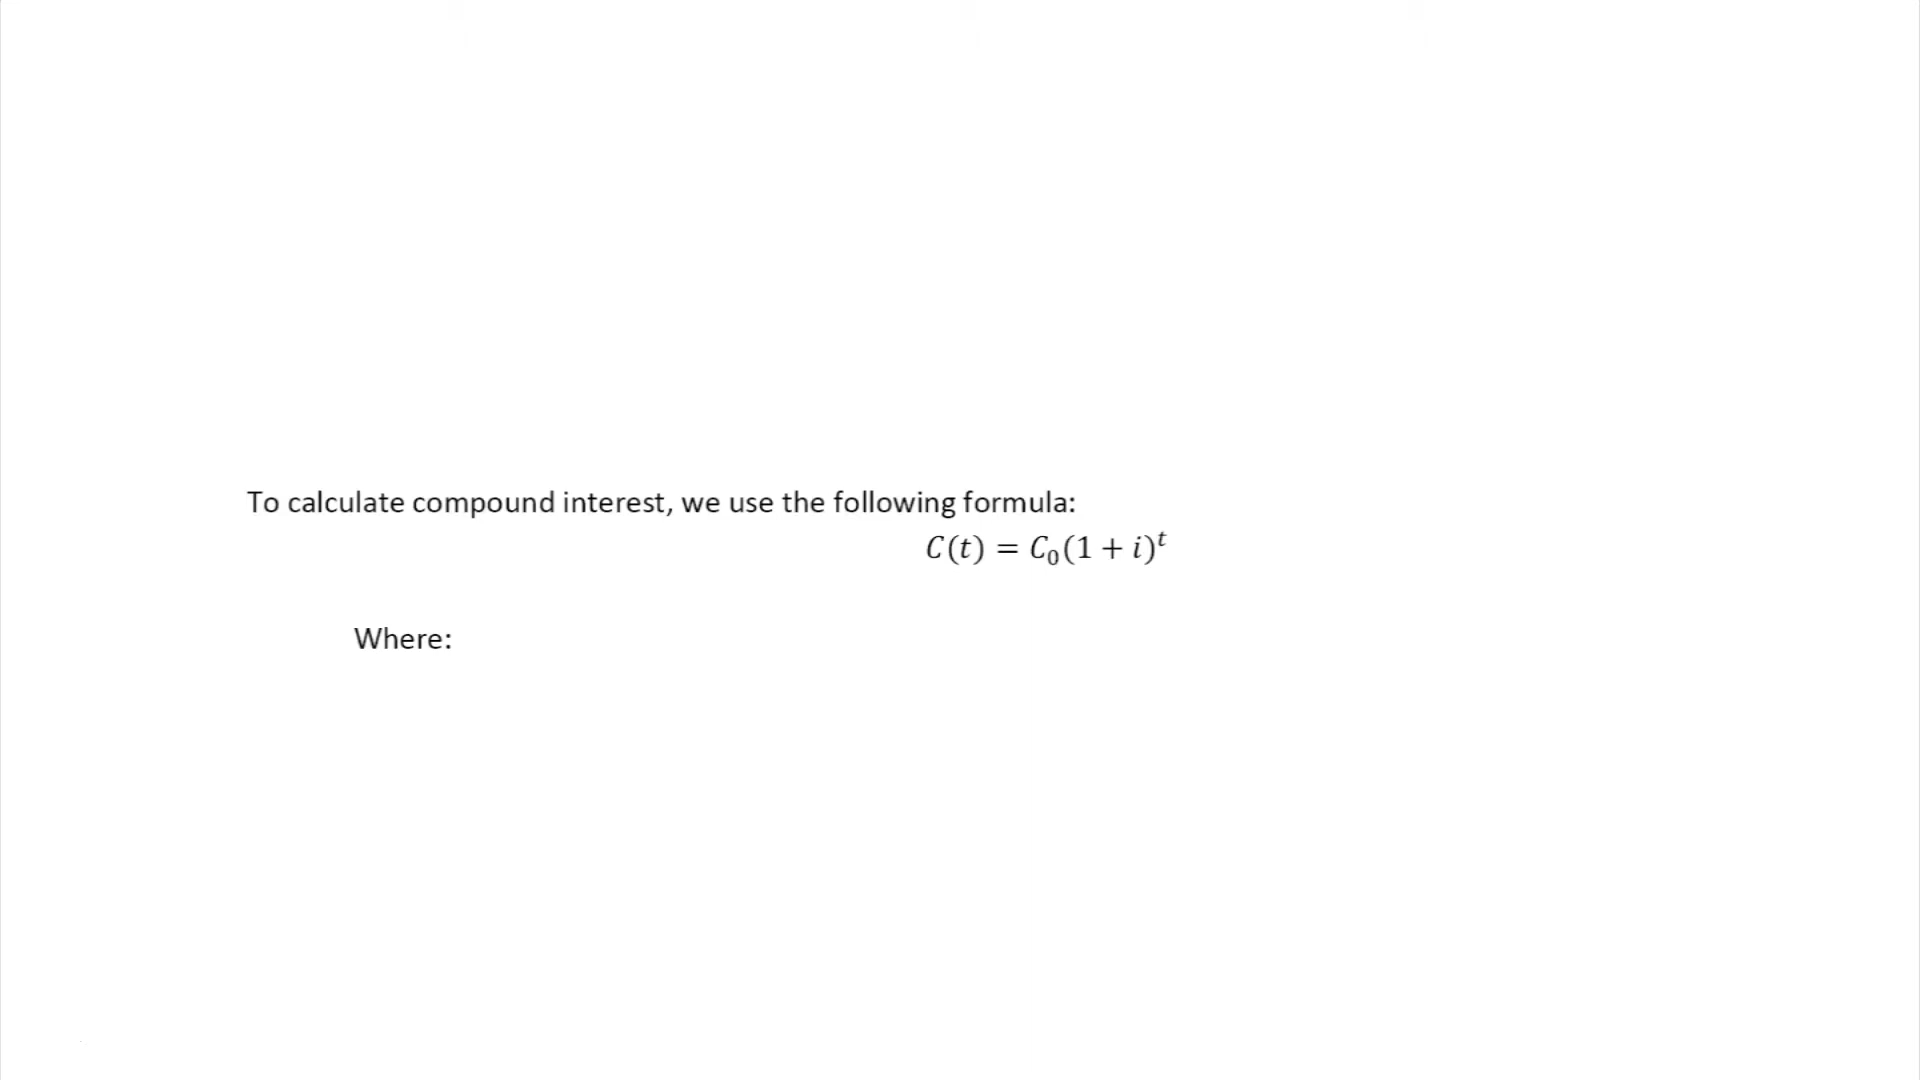 To calculate compound interest, we use the following formula:
C(t) = C₀(1 + i)ᵗ
Where: